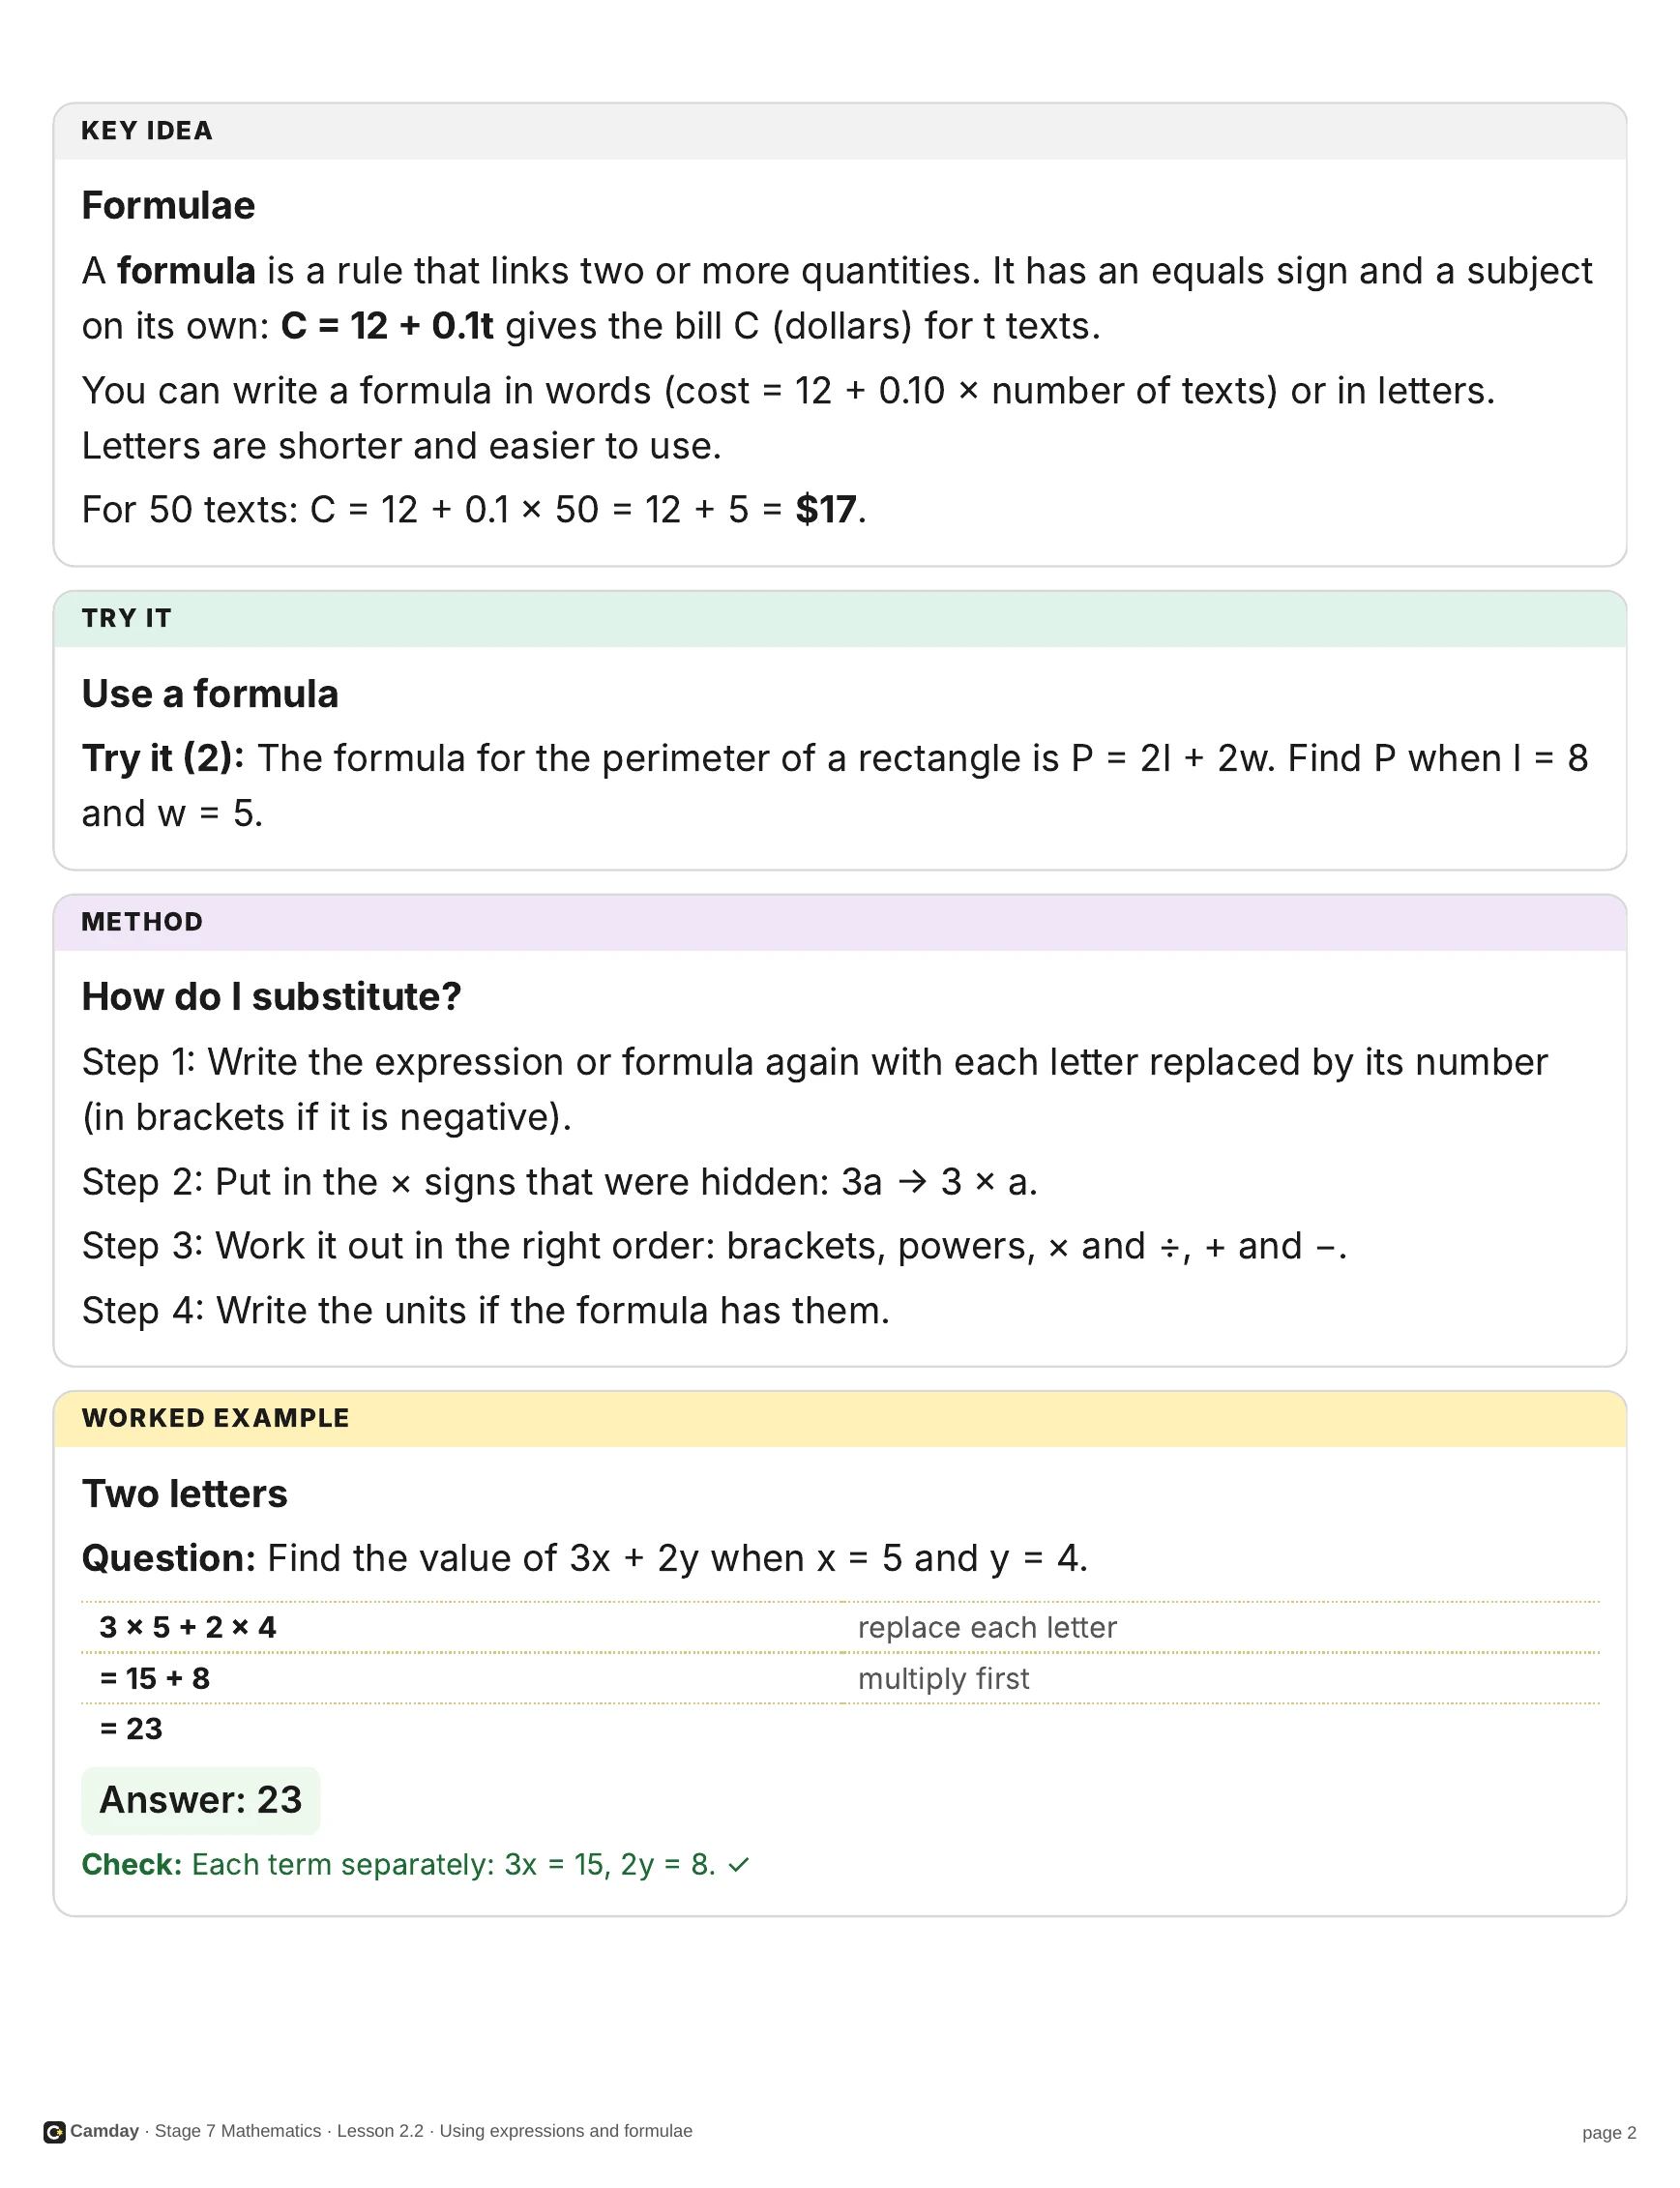 KEY IDEA
Formulae
A formula is a rule that links two or more quantities. It has an equals sign and a subject
on its own: C = 12 + 0.1t gives the bill C (dollars) for t texts.
You can write a formula in words (cost = 12 + 0.10 × number of texts) or in letters.
Letters are shorter and easier to use.
For 50 texts: C = 12 + 0.1 × 50 = 12 + 5 = $17.
TRY IT
Use a formula
Try it (2): The formula for the perimeter of a rectangle is P = 2l + 2w. Find P when l = 8
and w = 5.
METHOD
How do I substitute?
Step 1: Write the expression or formula again with each letter replaced by its number
(in brackets if it is negative).
Step 2: Put in the × signs that were hidden: 3a → 3 × a.
Step 3: Work it out in the right order: brackets, powers, × and ÷, + and −.
Step 4: Write the units if the formula has them.
WORKED EXAMPLE
Two letters
Question: Find the value of 3x + 2y when x = 5 and y = 4.
3 × 5 + 2 × 4 replace each letter
= 15 + 8 multiply first
= 23
Answer: 23
Check: Each term separately: 3x = 15, 2y = 8. ✓
Camday · Stage 7 Mathematics · Lesson 2.2 · Using expressions and formulae page 2